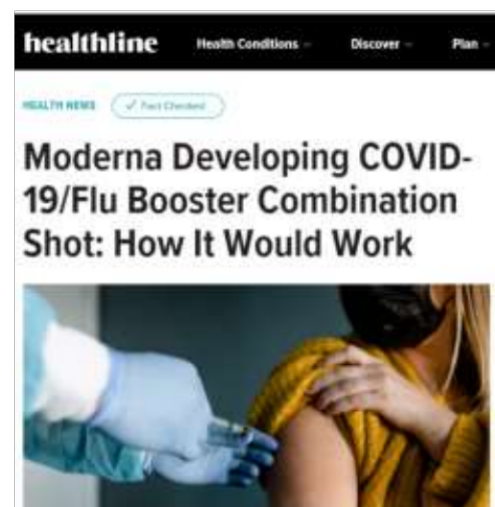 healthline Health Conditions Discover Plan
HEALTH NEWS ✓ Fact Checked
Moderna Developing COVID-
19/Flu Booster Combination
Shot: How It Would Work